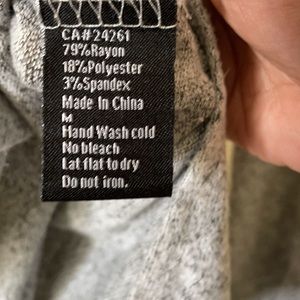 CA#24261
79%Rayon
18%Polyester
3%Spandex
Made In China
M
Hand Wash cold
No bleach
Lat flat to dry
Do not iron.